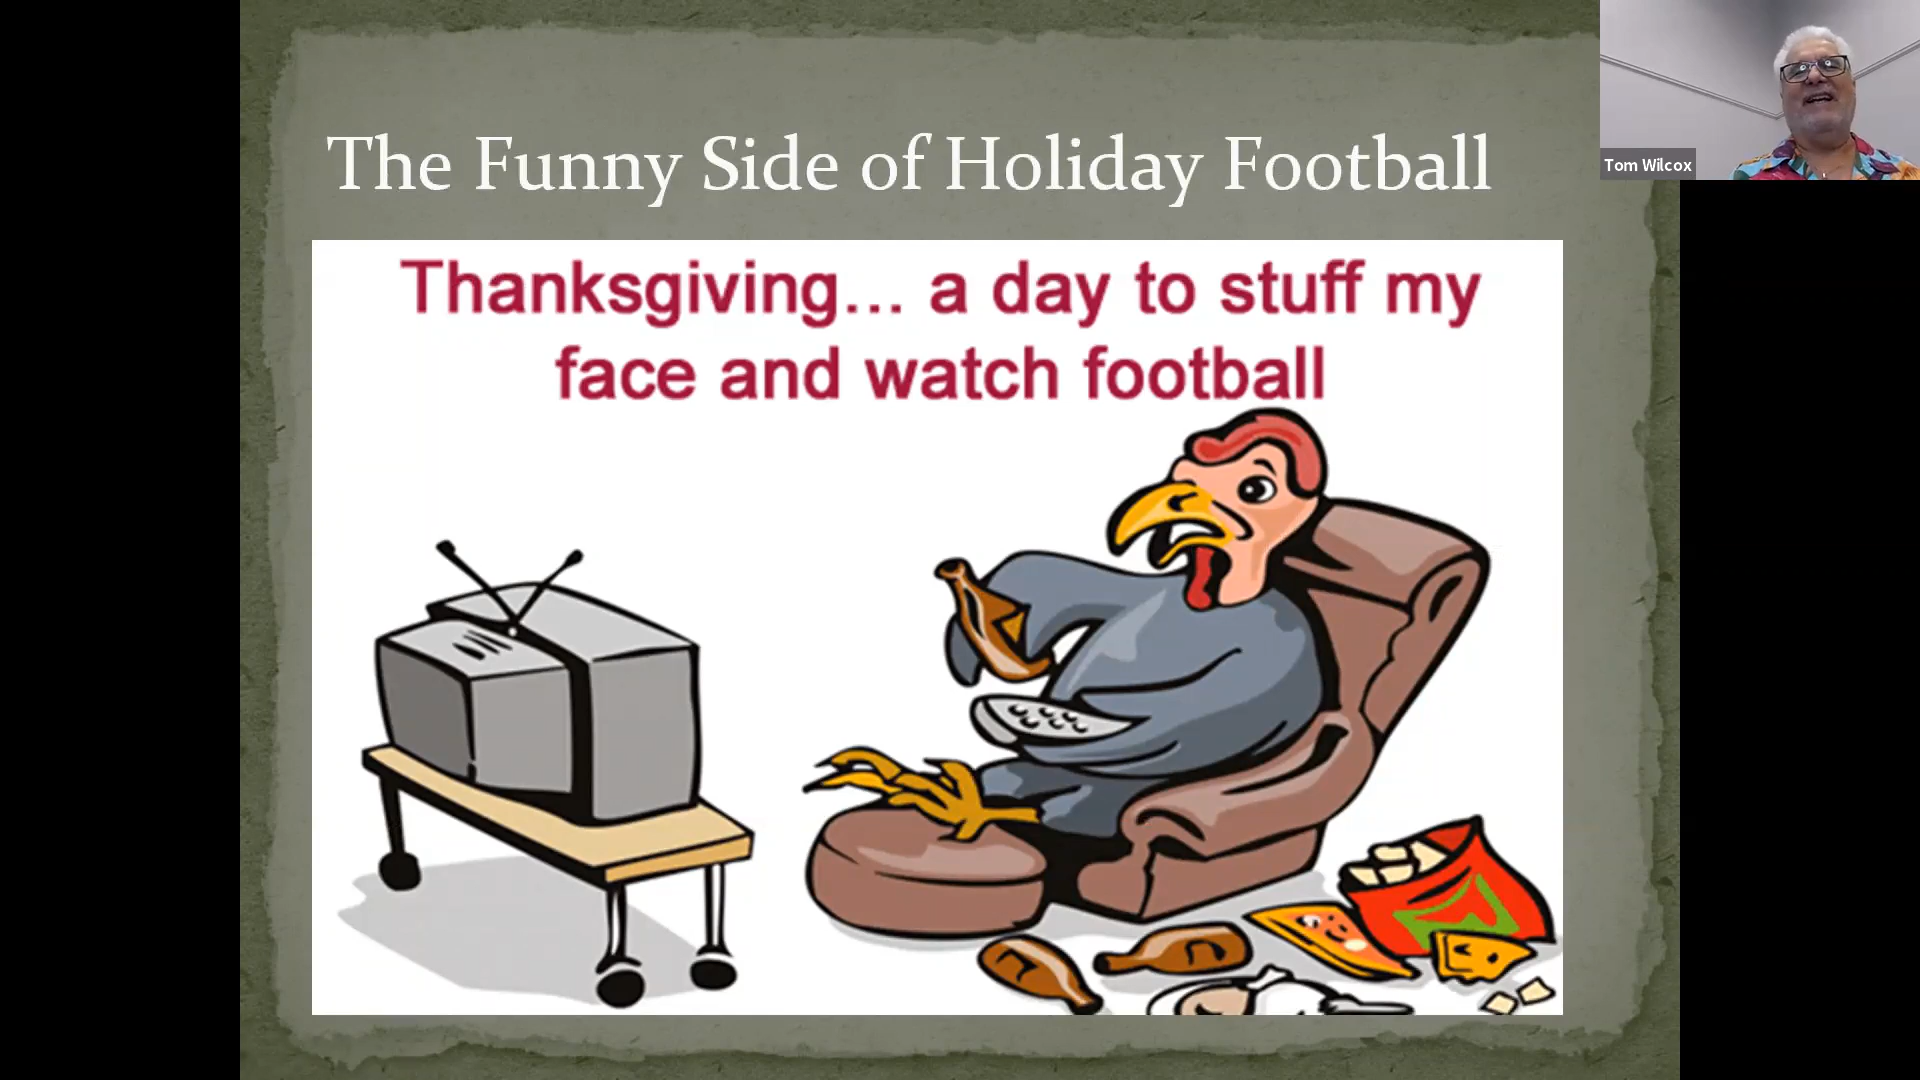 The Funny Side of Holiday Football
Thanksgiving... a day to stuff my
face and watch football
Tom Wilcox